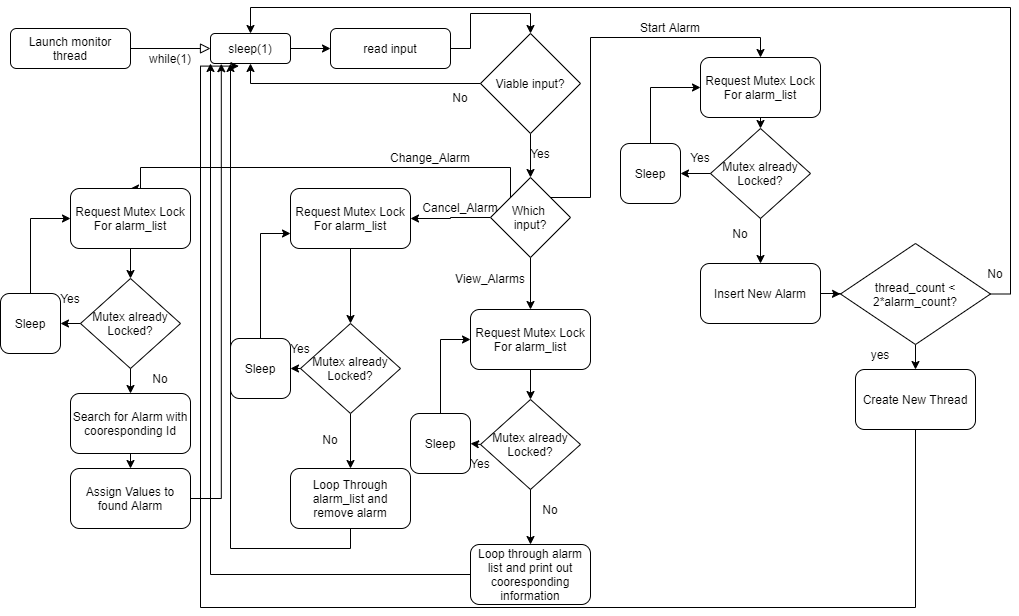 Launch monitor
thread
while(1)
sleep(1)
read input
Viable input?
No
Yes
Start Alarm
Request Mutex Lock
For alarm_list
Mutex already
Locked?
Yes
Sleep
No
Insert New Alarm
thread_count <
2*alarm_count?
No
yes
Create New Thread
Which
input?
Change_Alarm
Request Mutex Lock
For alarm_list
Mutex already
Locked?
Yes
Sleep
No
Search for Alarm with
cooresponding Id
Assign Values to
found Alarm
Cancel_Alarm
Request Mutex Lock
For alarm_list
Mutex already
Locked?
Yes
Sleep
No
Loop Through
alarm_list and
remove alarm
View_Alarms
Request Mutex Lock
For alarm_list
Mutex already
Locked?
Yes
Sleep
No
Loop through alarm
list and print out
cooresponding
information